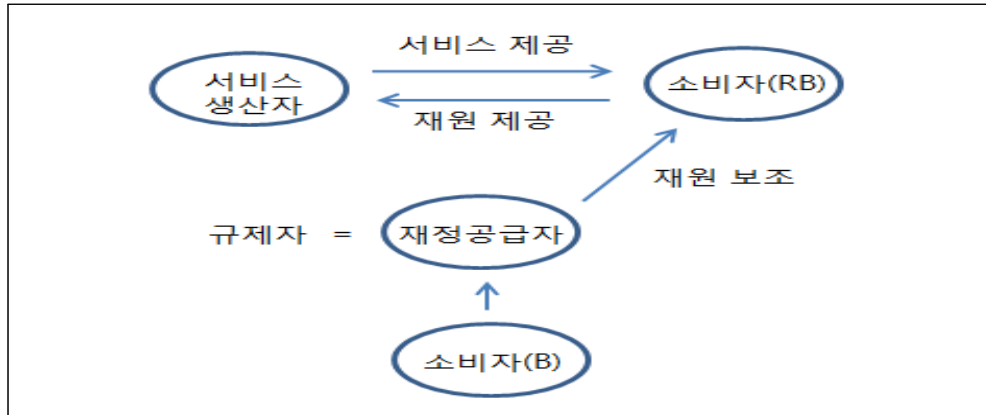 서비스 제공
서비스
생산자
소비자(RB)
재원 제공
재원 보조
규제자 =
재정공급자
소비자(B)